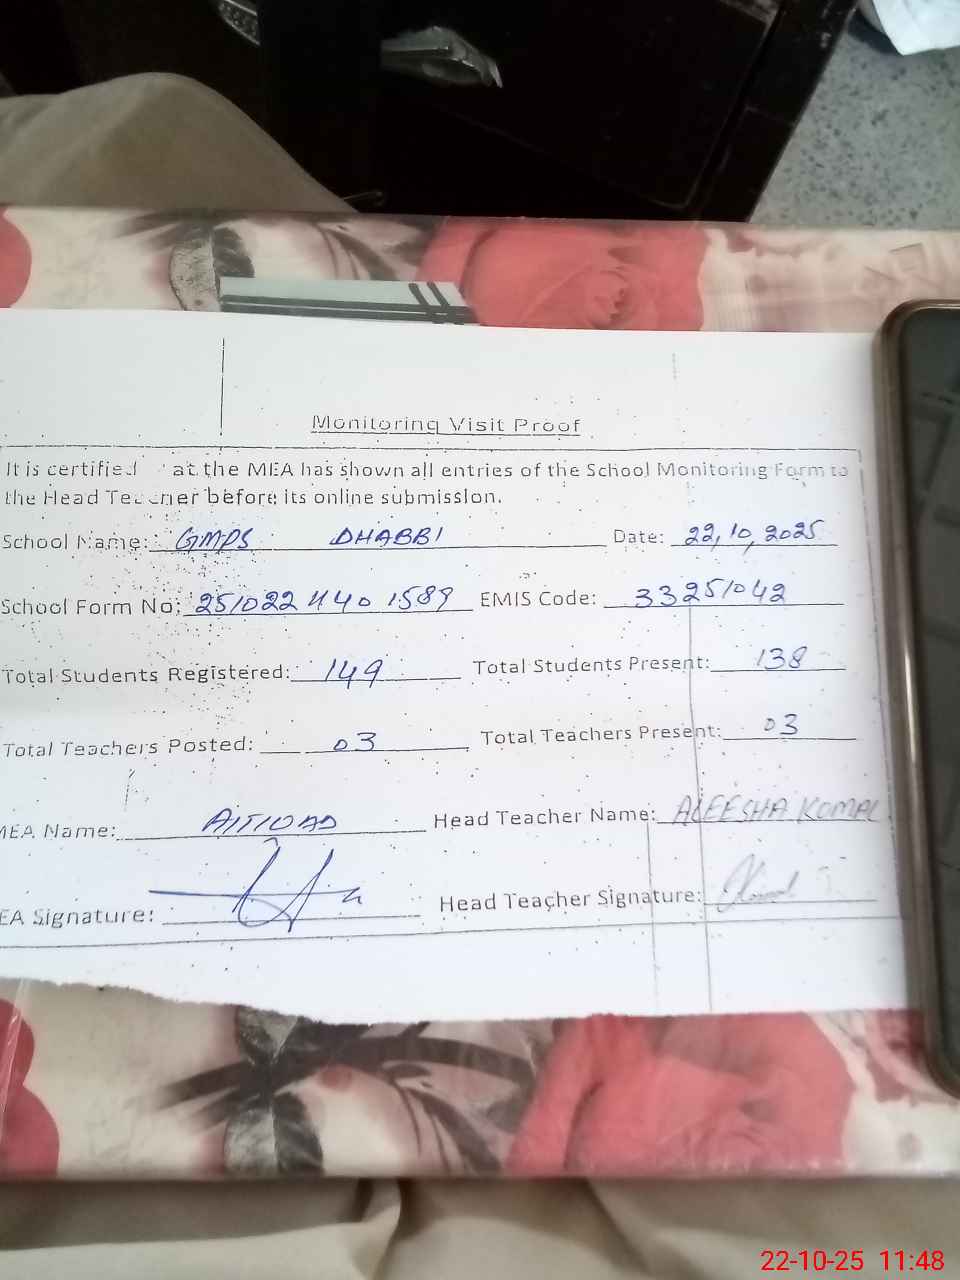 Monitoring Visit Proof
It is certified at the MEA has shown all entries of the School Monitoring Form to
the Head Teacher before its online submission.
School Name: GMPS DHABBI Date: 22,10,2025
School Form No: 251022 1140 1589 EMIS Code: 33251042
Total Students Registered: 149 Total Students Present: 138
Total Teachers Posted: 03 Total Teachers Present: 03
MEA Name: Head Teacher Name: ALEESHA KOMAL
EA Signature: Head Teacher Signature:
22-10-25 11:48